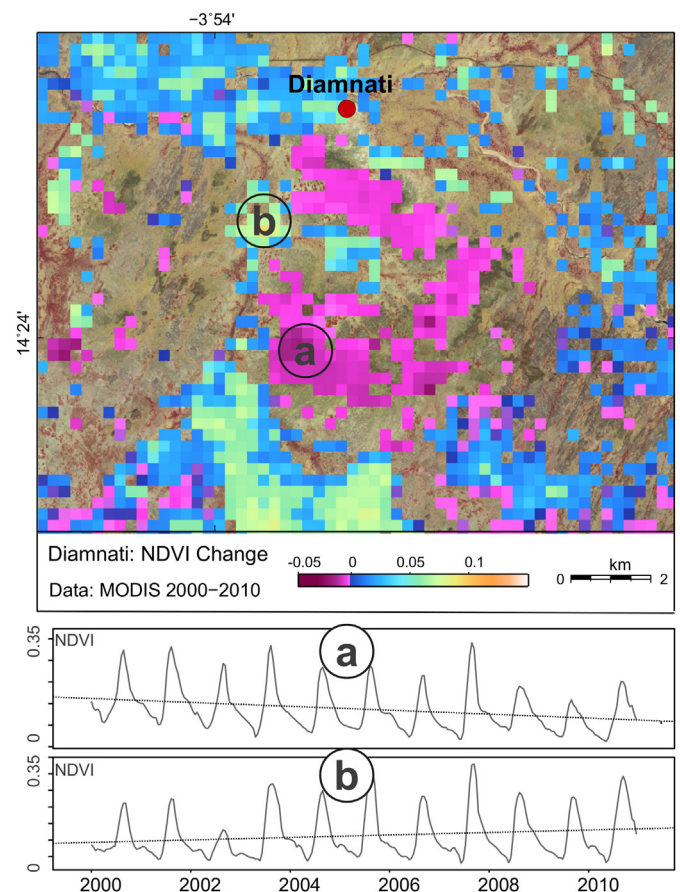 −3˚54'
Diamnati
b
14˚24'
a
Diamnati: NDVI Change
Data: MODIS 2000−2010
-0.05 0 0.05 0.1
km
0 2
0.35
NDVI
a
0
0.35
NDVI
b
0
2000 2002 2004 2006 2008 2010